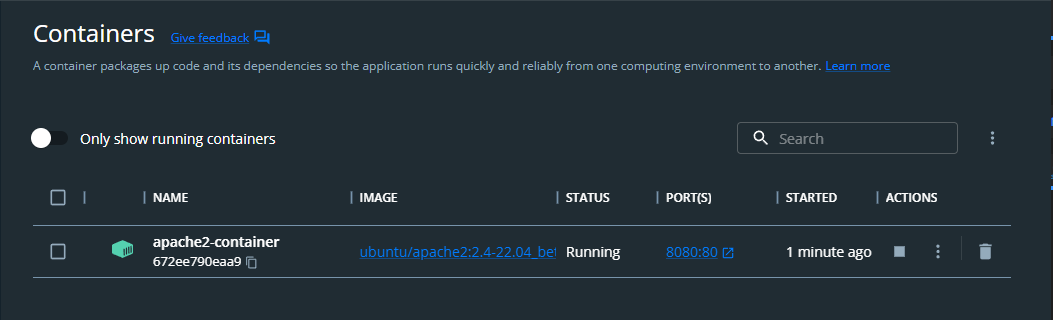 Containers Give feedback
A container packages up code and its dependencies so the application runs quickly and reliably from one computing environment to another. Learn more
Only show running containers
Search
NAME IMAGE STATUS PORT(S) STARTED ACTIONS
apache2-container
672ee790eaa9
ubuntu/apache2:2.4-22.04_bet Running 8080:80 1 minute ago